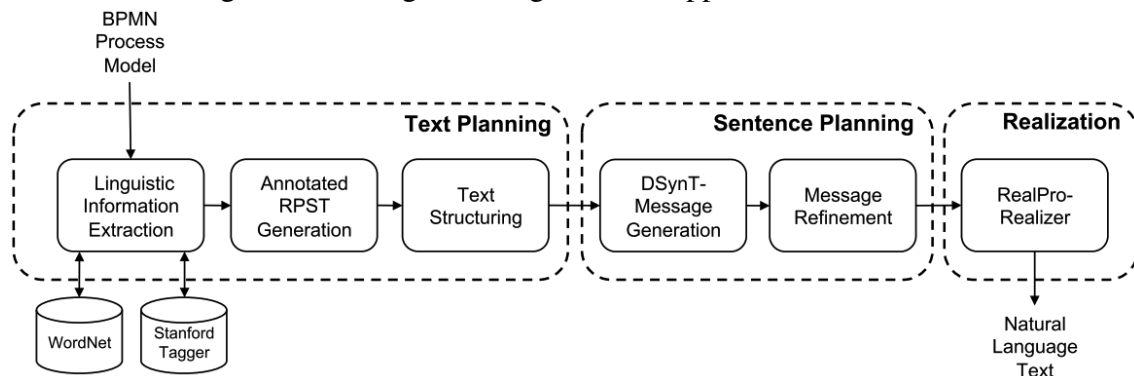 BPMN
Process
Model
Text Planning
Sentence Planning
Realization
Linguistic
Information
Extraction
Annotated
RPST
Generation
Text
Structuring
DSynT-
Message
Generation
Message
Refinement
RealPro-
Realizer
WordNet
Stanford
Tagger
Natural
Language
Text